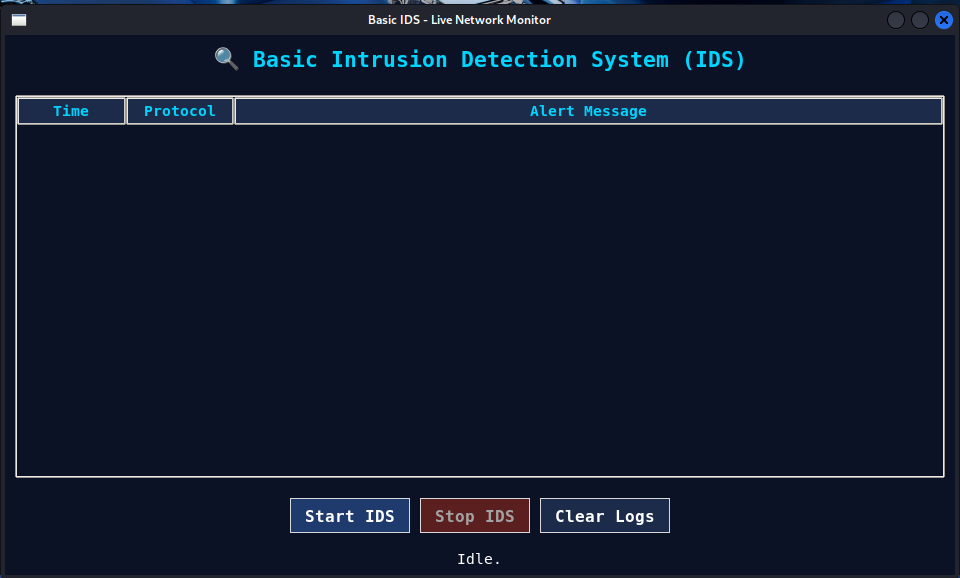 Basic IDS - Live Network Monitor
🔍 Basic Intrusion Detection System (IDS)
Time Protocol Alert Message
Start IDS Stop IDS Clear Logs
Idle.